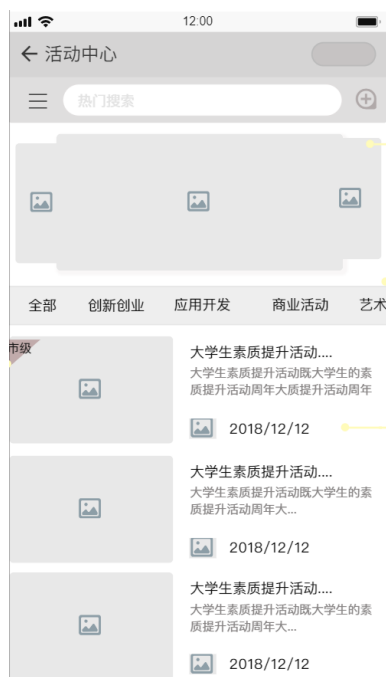 12:00
活动中心
热门搜索
全部 创新创业 应用开发 商业活动 艺术
市级
大学生素质提升活动....
大学生素质提升活动既大学生的素
质提升活动周年大质提升活动周年
2018/12/12
大学生素质提升活动....
大学生素质提升活动既大学生的素
质提升活动周年大...
2018/12/12
大学生素质提升活动....
大学生素质提升活动既大学生的素
质提升活动周年大...
2018/12/12